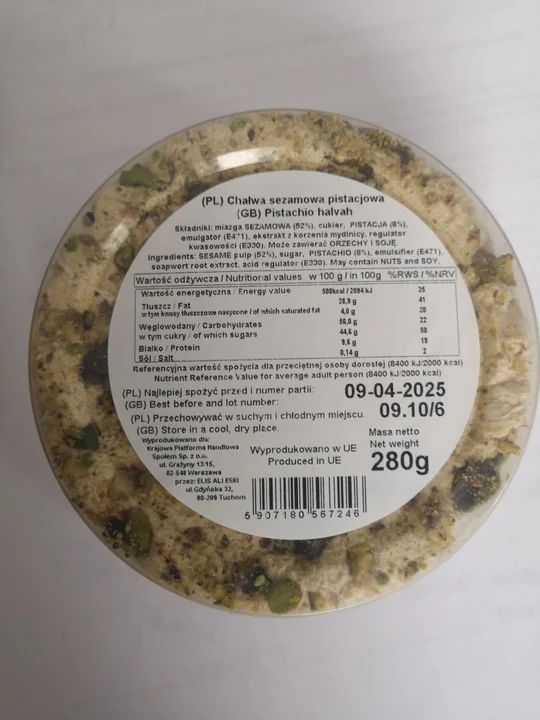 (PL) Chałwa sezamowa pistacjowa
(GB) Pistachio halvah
Składniki: miazga SEZAMOWA (52%), cukier, PISTACJA (8%),
emulgator (E471), ekstrakt z korzenia mydlnicy, regulator
kwasowości (E330). Może zawierać ORZECHY i SOJĘ.
Ingredients: SESAME pulp (52%), sugar, PISTACHIO (8%), emulsifier (E471),
soapwort root extract, acid regulator (E330). May contain NUTS and SOY.
Wartość odżywcza / Nutritional values w 100 g / in 100g %RWS / %NRV
Wartość energetyczna / Energy value 500kcal / 2094 kJ 25
Tłuszcz / Fat 28,9 g 41
w tym kwasy tłuszczowe nasycone / of which saturated fat 4,0 g 20
Węglowodany / Carbohydrates 56,0 g 22
w tym cukry / of which sugars 44,6 g 50
Białko / Protein 9,6 g 19
Sól / Salt 0,14 g 2
Referencyjna wartość spożycia dla przeciętnej osoby dorosłej (8400 kJ/2000 kcal)
Nutrient Reference Value for average adult person (8400 kJ/2000 kcal)
(PL) Najlepiej spożyć przed i numer partii: 09-04-2025
(GB) Best before and lot number: 09.10/6
(PL) Przechowywać w suchym i chłodnym miejscu.
(GB) Store in a cool, dry place.
Wyprodukowano dla:
Krajowa Platforma Handlowa
Społem Sp. z o.o.
ul. Grażyny 13/15,
02-548 Warszawa
przez: ELIS ALI ESKI
ul.Gdyńska 32,
80-209 Tuchom
Wyprodukowano w UE
Produced in UE
Masa netto
Net weight
280g
5 907180 567246